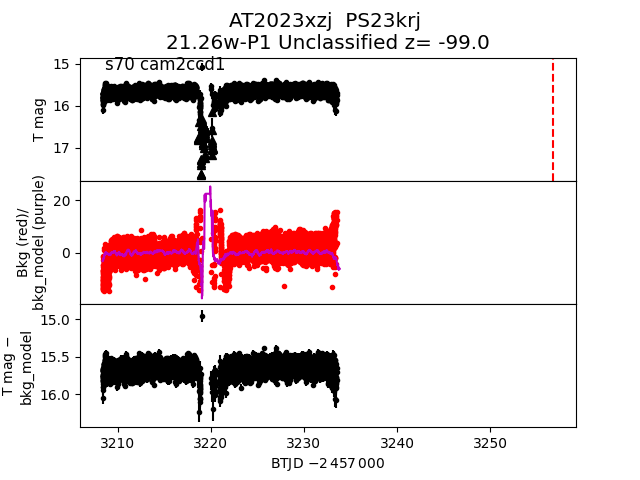 AT2023xzj  PS23krj
21.26w-P1 Unclassified z= -99.0
s70 cam2ccd1
15
16
17
T mag
20
0
Bkg (red)/
bkg_model (purple)
15.0
15.5
16.0
T mag −
bkg_model
3210
3220
3230
3240
3250
BTJD −2 457 000